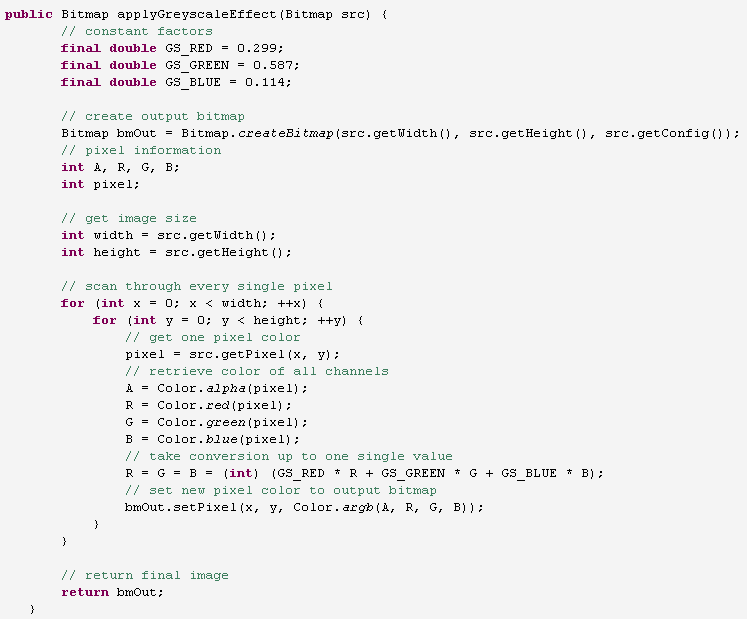 public Bitmap applyGreyscaleEffect(Bitmap src) {
// constant factors
final double GS_RED = 0.299;
final double GS_GREEN = 0.587;
final double GS_BLUE = 0.114;
// create output bitmap
Bitmap bmOut = Bitmap.createBitmap(src.getWidth(), src.getHeight(), src.getConfig());
// pixel information
int A, R, G, B;
int pixel;
// get image size
int width = src.getWidth();
int height = src.getHeight();
// scan through every single pixel
for (int x = 0; x < width; ++x) {
for (int y = 0; y < height; ++y) {
// get one pixel color
pixel = src.getPixel(x, y);
// retrieve color of all channels
A = Color.alpha(pixel);
R = Color.red(pixel);
G = Color.green(pixel);
B = Color.blue(pixel);
// take conversion up to one single value
R = G = B = (int) (GS_RED * R + GS_GREEN * G + GS_BLUE * B);
// set new pixel color to output bitmap
bmOut.setPixel(x, y, Color.argb(A, R, G, B));
}
}
// return final image
return bmOut;
}